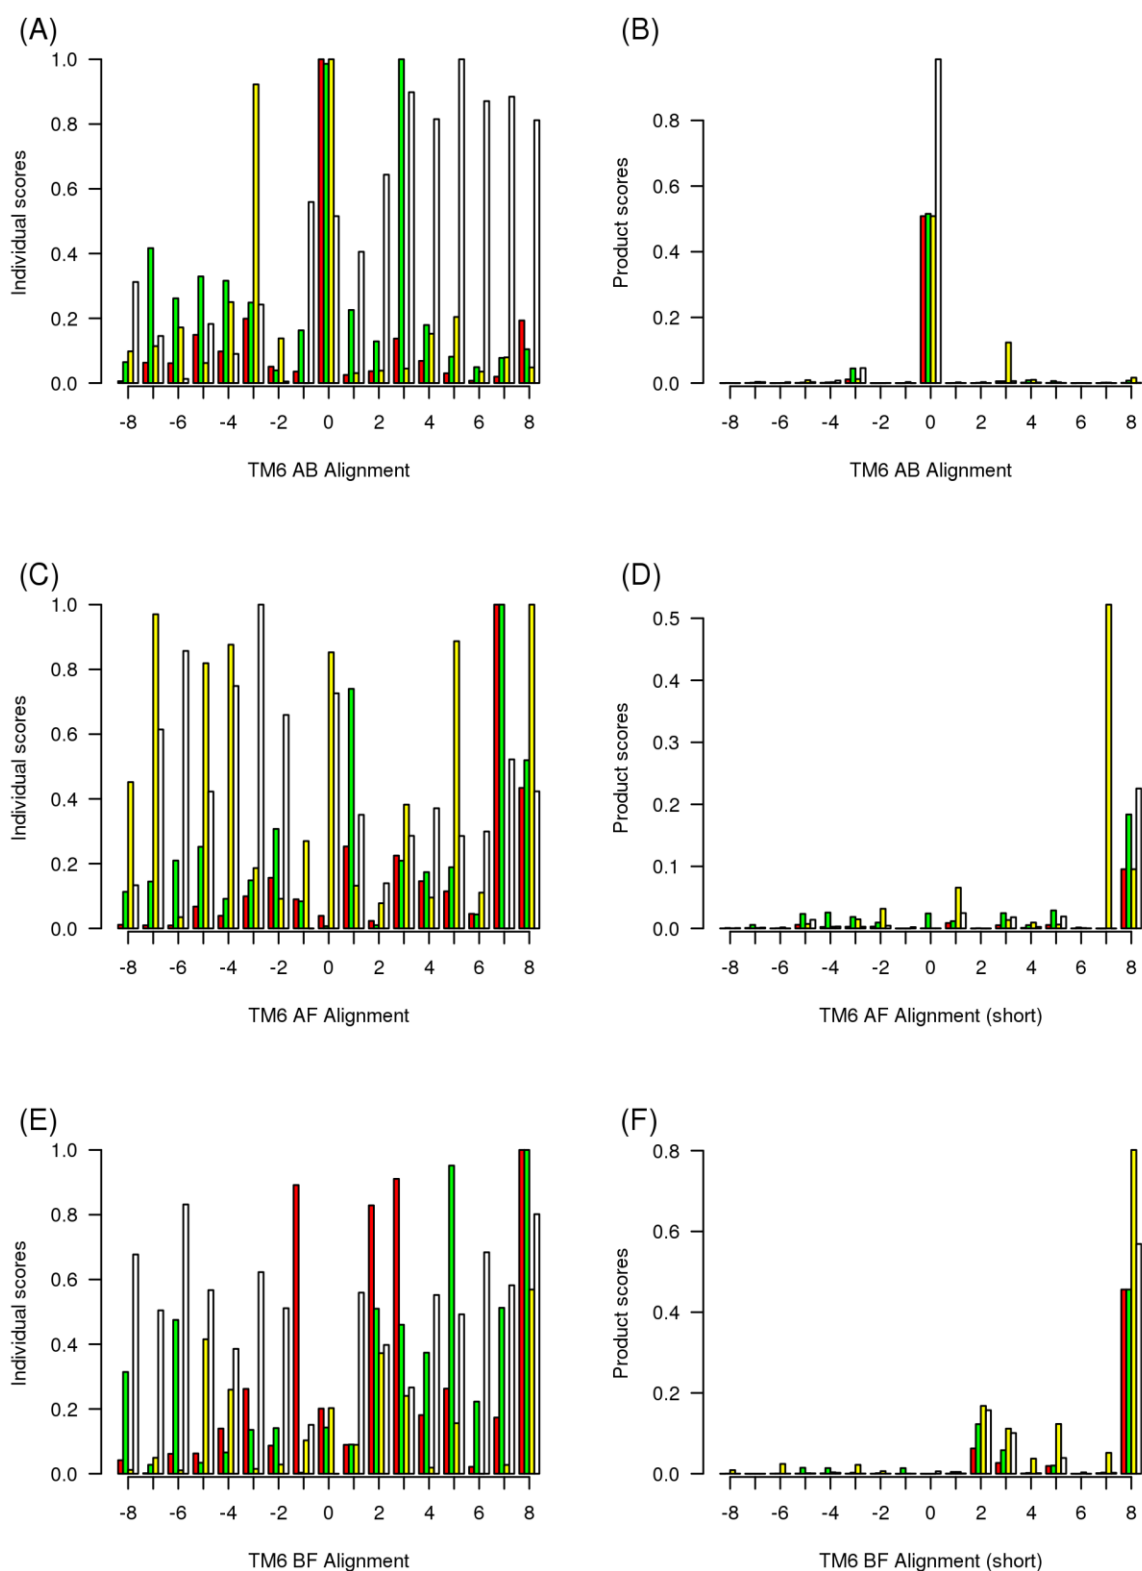 (A)
Individual scores
1.0
0.8
0.6
0.4
0.2
0.0
-8 -6 -4 -2 0 2 4 6 8
TM6 AB Alignment
(B)
Product scores
0.8
0.6
0.4
0.2
0.0
-8 -6 -4 -2 0 2 4 6 8
TM6 AB Alignment
(C)
Individual scores
1.0
0.8
0.6
0.4
0.2
0.0
-8 -6 -4 -2 0 2 4 6 8
TM6 AF Alignment
(D)
Product scores
0.5
0.4
0.3
0.2
0.1
0.0
-8 -6 -4 -2 0 2 4 6 8
TM6 AF Alignment (short)
(E)
Individual scores
1.0
0.8
0.6
0.4
0.2
0.0
-8 -6 -4 -2 0 2 4 6 8
TM6 BF Alignment
(F)
Product scores
0.8
0.6
0.4
0.2
0.0
-8 -6 -4 -2 0 2 4 6 8
TM6 BF Alignment (short)